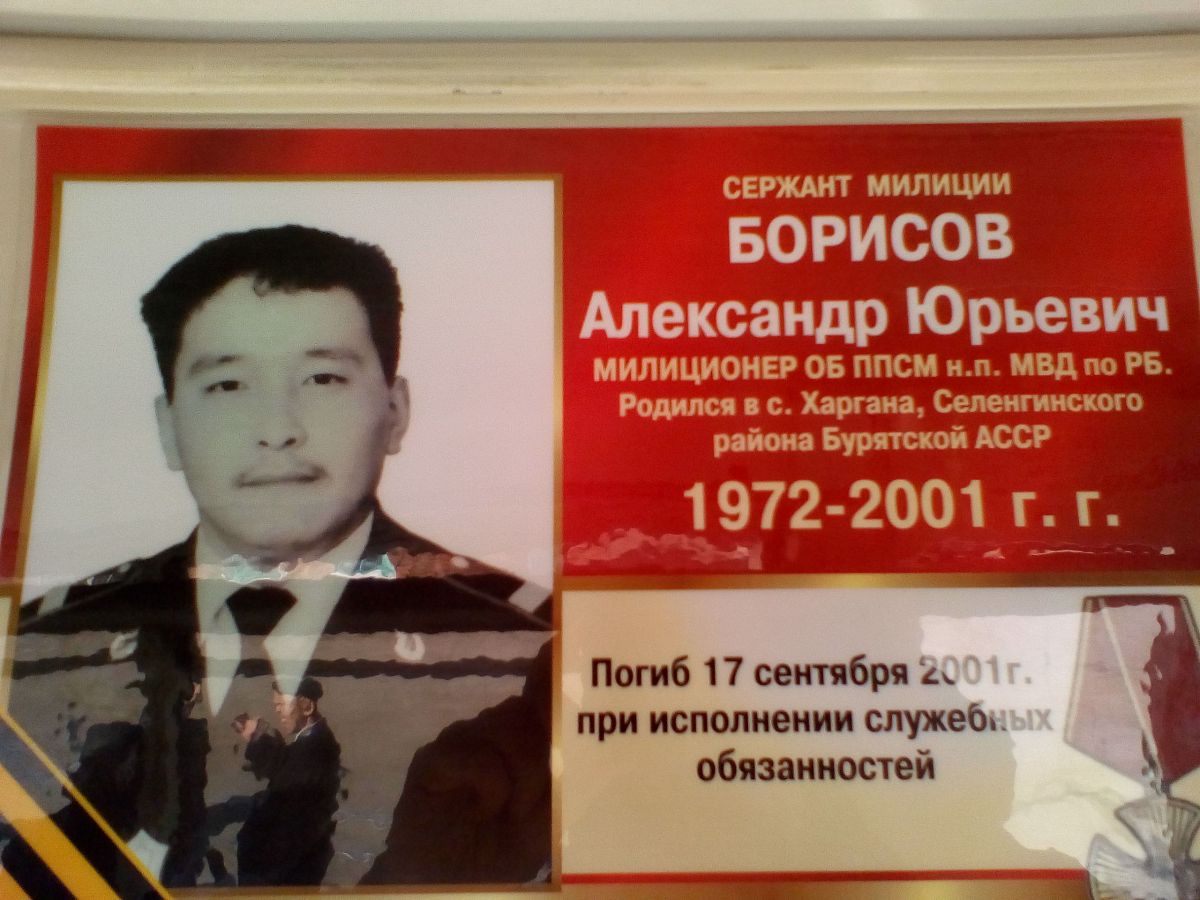 СЕРЖАНТ МИЛИЦИИ
БОРИСОВ
Александр Юрьевич
МИЛИЦИОНЕР ОБ ППСМ н.п. МВД по РБ.
Родился в с. Харгана, Селенгинского
района Бурятской АССР
1972-2001 г. г.
Погиб 17 сентября 2001г.
при исполнении служебных
обязанностей